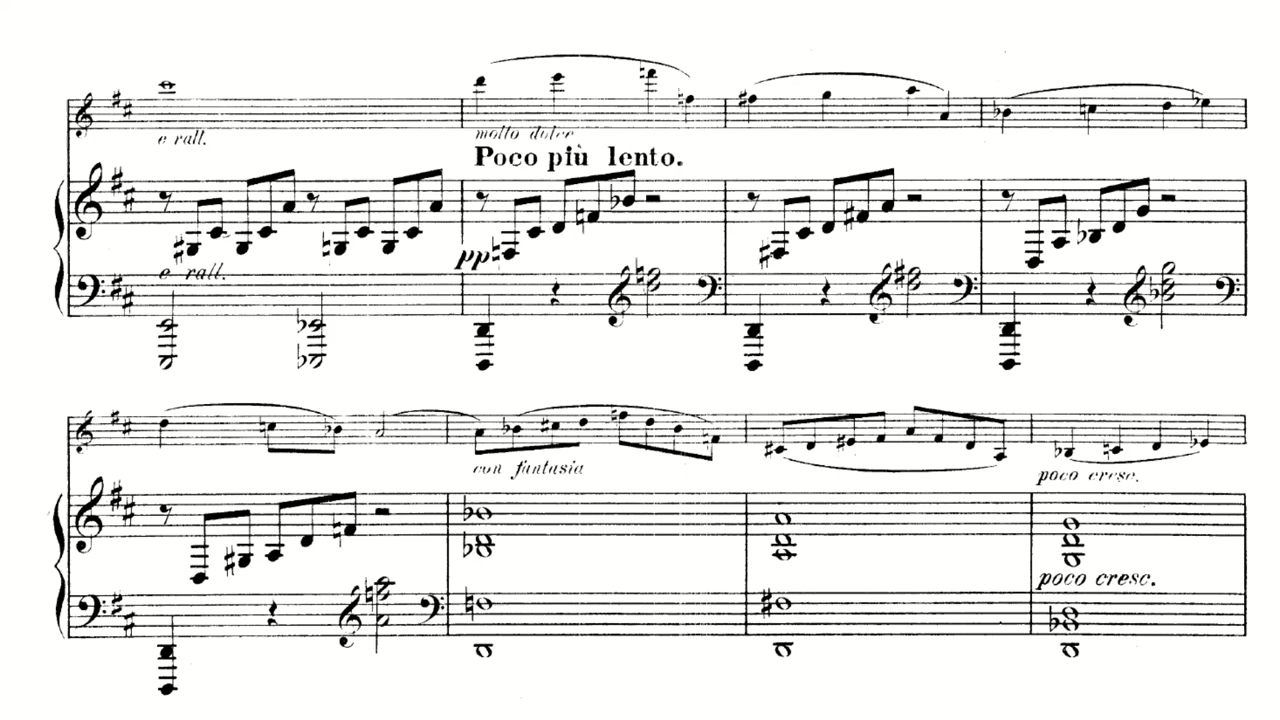 e rall.
molto dolce
Poco più lento.
pp
e rall.
con fantasia
poco cresc.
poco cresc.